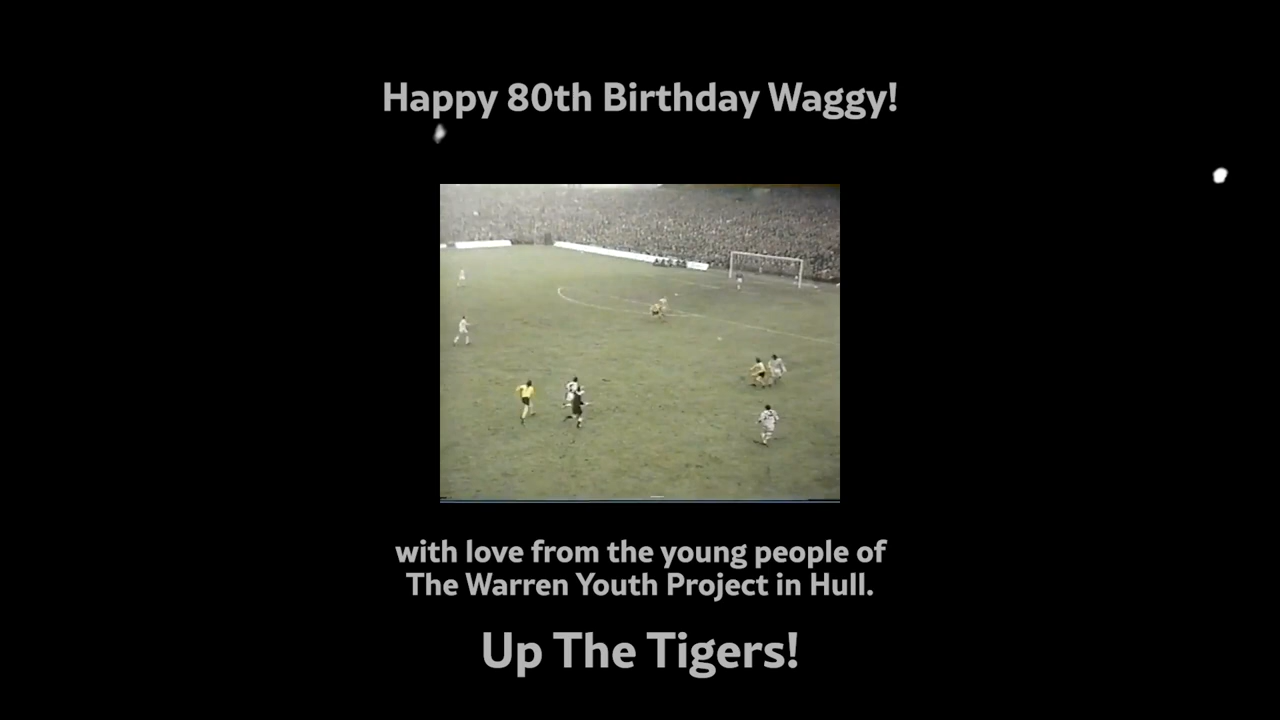 Happy 80th Birthday Waggy!
with love from the young people of
The Warren Youth Project in Hull.
Up The Tigers!